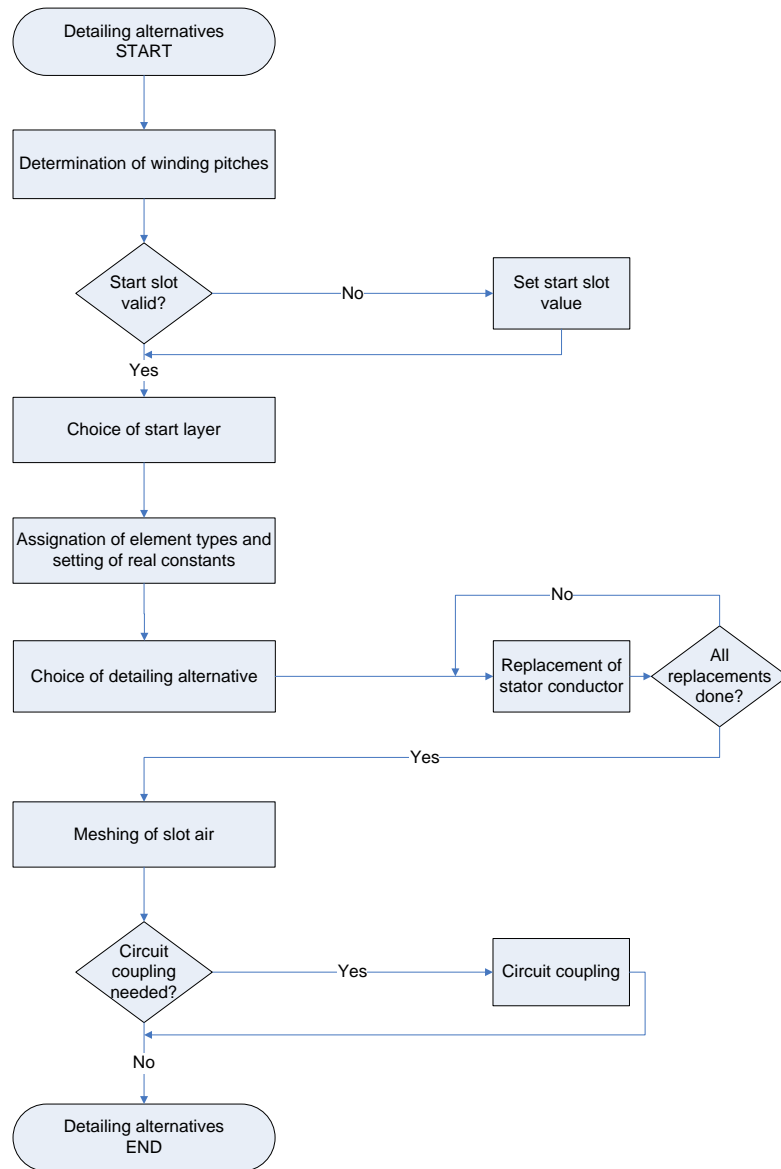 Detailing alternatives
START
Determination of winding pitches
Start slot
valid?
No
Set start slot
value
Yes
Choice of start layer
Assignation of element types and
setting of real constants
No
Choice of detailing alternative
Replacement of
stator conductor
All
replacements
done?
Yes
Meshing of slot air
Circuit
coupling
needed?
Yes
Circuit coupling
No
Detailing alternatives
END